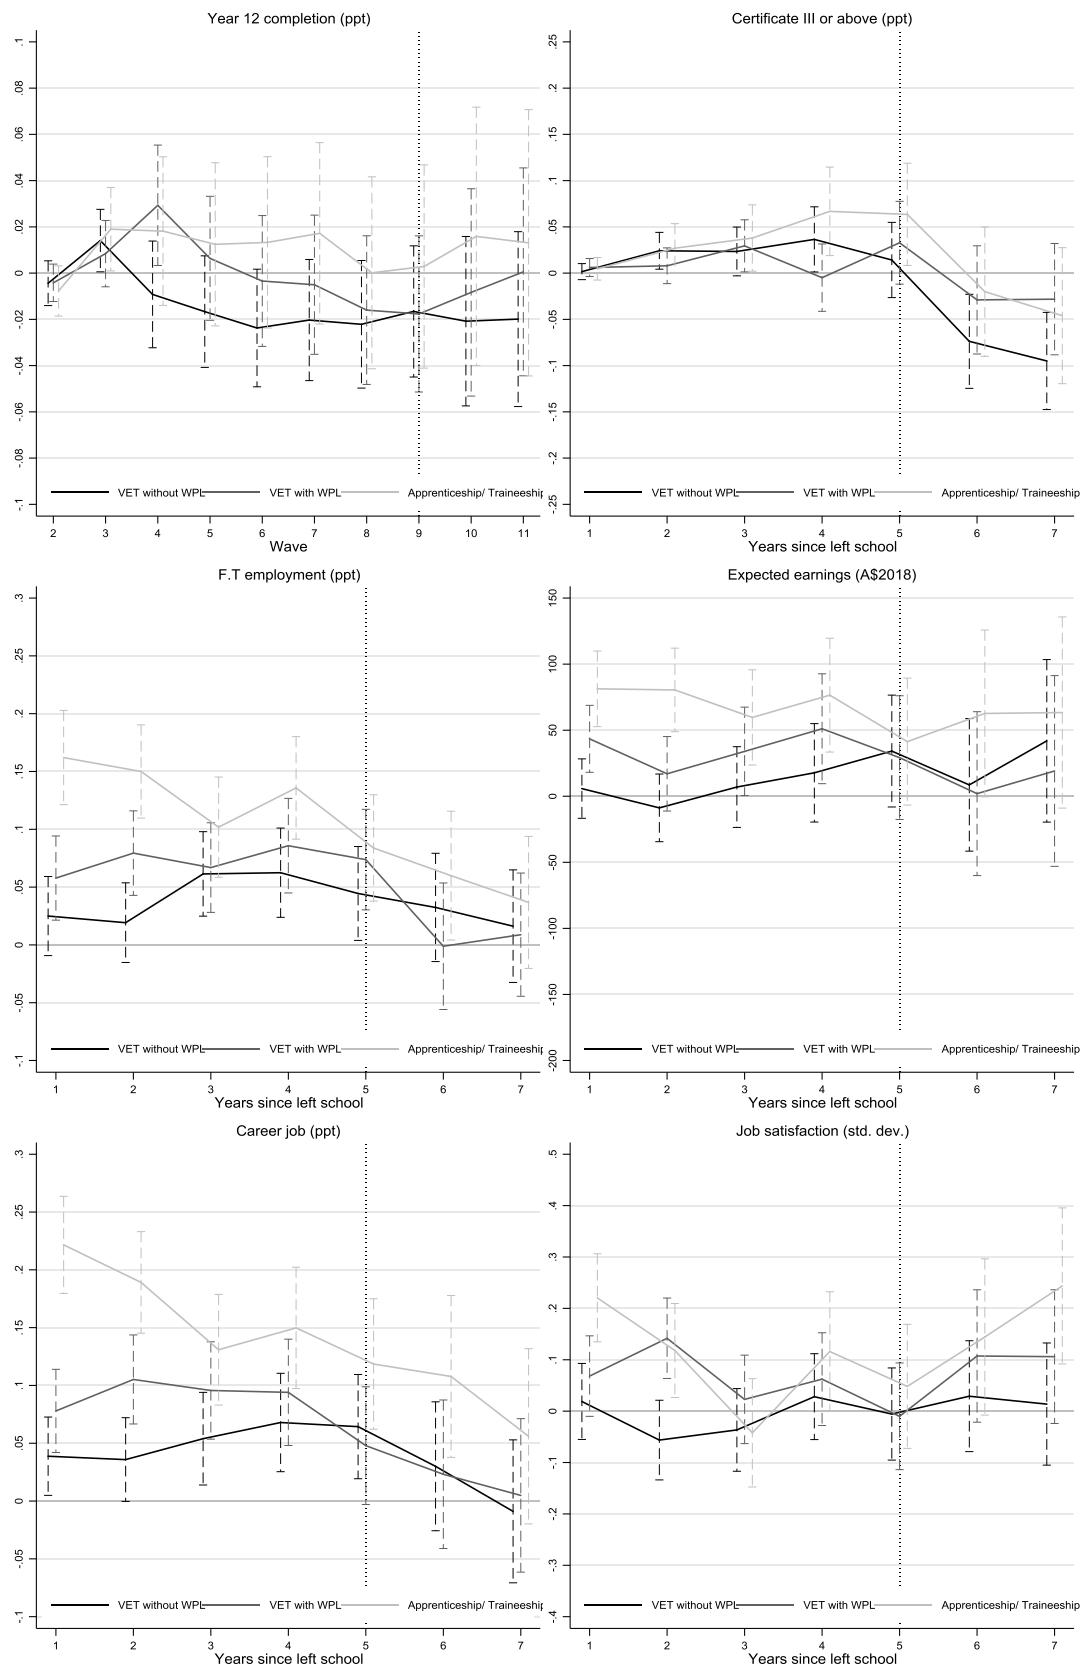 Year 12 completion (ppt)
.1
.08
.06
.04
.02
0
-.02
-.04
-.06
-.08
-.1
VET without WPL VET with WPL Apprenticeship/ Traineeship
2 3 4 5 6 7 8 9 10 11
Wave
Certificate III or above (ppt)
.25
.2
.15
.1
.05
0
-.05
-.1
-.15
-.2
-.25
VET without WPL VET with WPL Apprenticeship/ Traineeship
1 2 3 4 5 6 7
Years since left school
F.T employment (ppt)
.3
.25
.2
.15
.1
.05
0
-.05
-.1
VET without WPL VET with WPL Apprenticeship/ Traineeship
1 2 3 4 5 6 7
Years since left school
Expected earnings (A$2018)
150
100
50
0
-50
-100
-150
-200
VET without WPL VET with WPL Apprenticeship/ Traineeship
1 2 3 4 5 6 7
Years since left school
Career job (ppt)
.3
.25
.2
.15
.1
.05
0
-.05
-.1
VET without WPL VET with WPL Apprenticeship/ Traineeship
1 2 3 4 5 6 7
Years since left school
Job satisfaction (std. dev.)
.5
.4
.3
.2
.1
0
-.1
-.2
-.3
-.4
VET without WPL VET with WPL Apprenticeship/ Traineeship
1 2 3 4 5 6 7
Years since left school